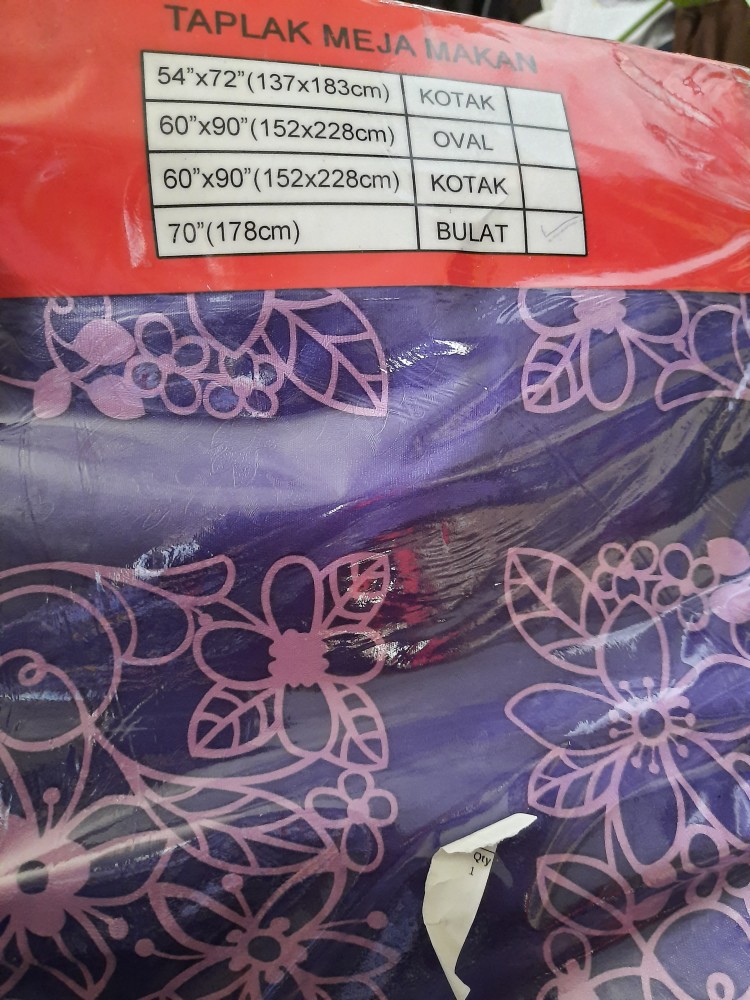 TAPLAK MEJA MAKAN
54”x72”(137x183cm) KOTAK
60”x90”(152x228cm) OVAL
60”x90”(152x228cm) KOTAK
70”(178cm) BULAT
Qty
1